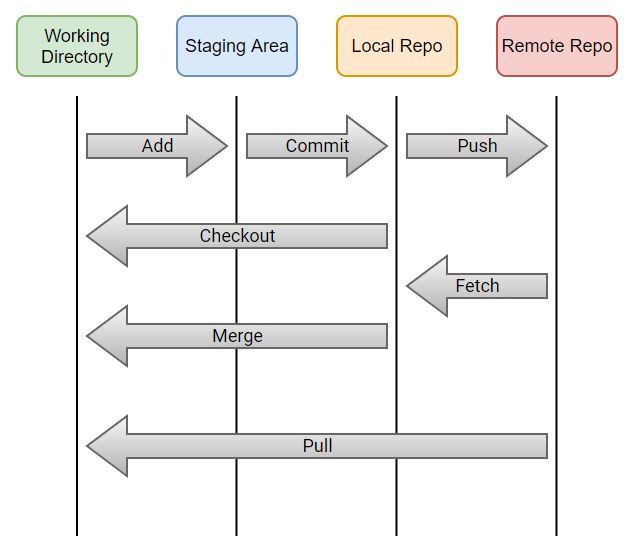 Working
Directory
Staging Area
Local Repo
Remote Repo
Add
Commit
Push
Checkout
Fetch
Merge
Pull